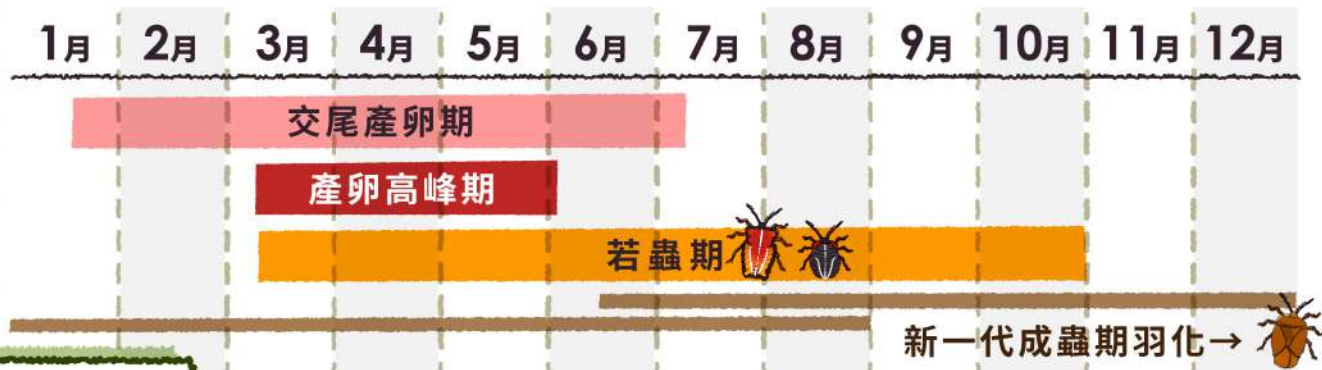 1月 2月 3月 4月 5月 6月 7月 8月 9月 10月 11月 12月
交尾產卵期
產卵高峰期
若蟲期
新一代成蟲期羽化→